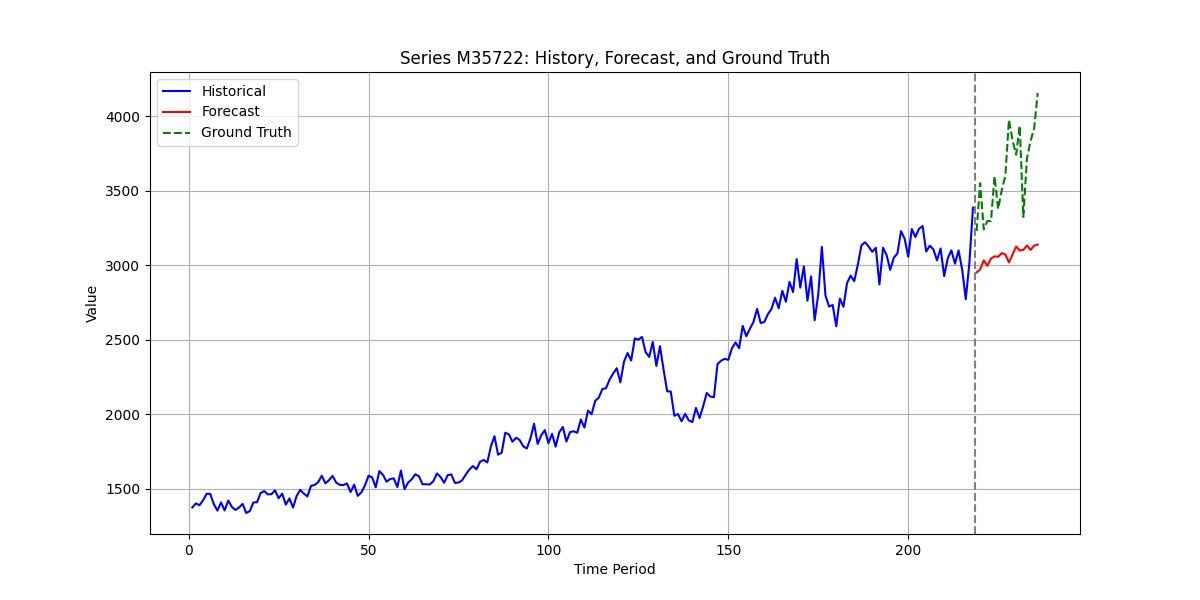 Series M35722: History, Forecast, and Ground Truth
Historical
Forecast
Ground Truth
Value
4000
3500
3000
2500
2000
1500
0
50
100
150
200
Time Period